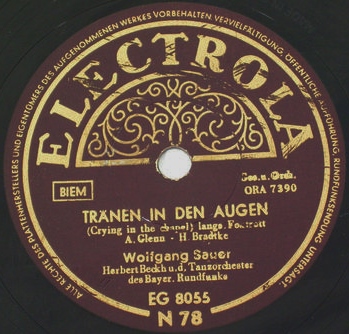 ALLE RECHTE DES PLATTENHERSTELLERS UND EIGENTÜMERS DES AUFGENOMMENEN WERKES VORBEHALTEN. VERVIELFÄLTIGUNG, ÖFFENTLICHE AUFFÜHRUNG, RUNDFUNKSENDUNG UNTERSAGT.
ELECTROLA
BIEM
Ges.u.Orch.
ORA 7390
TRÄNEN IN DEN AUGEN
(Crying in the chapel) langs. Foxtrott
A. Glenn - H. Bradtke
Wolfgang Sauer
Herbert Beckh u.d. Tanzorchester
des Bayer. Rundfunks
EG 8055
N 78